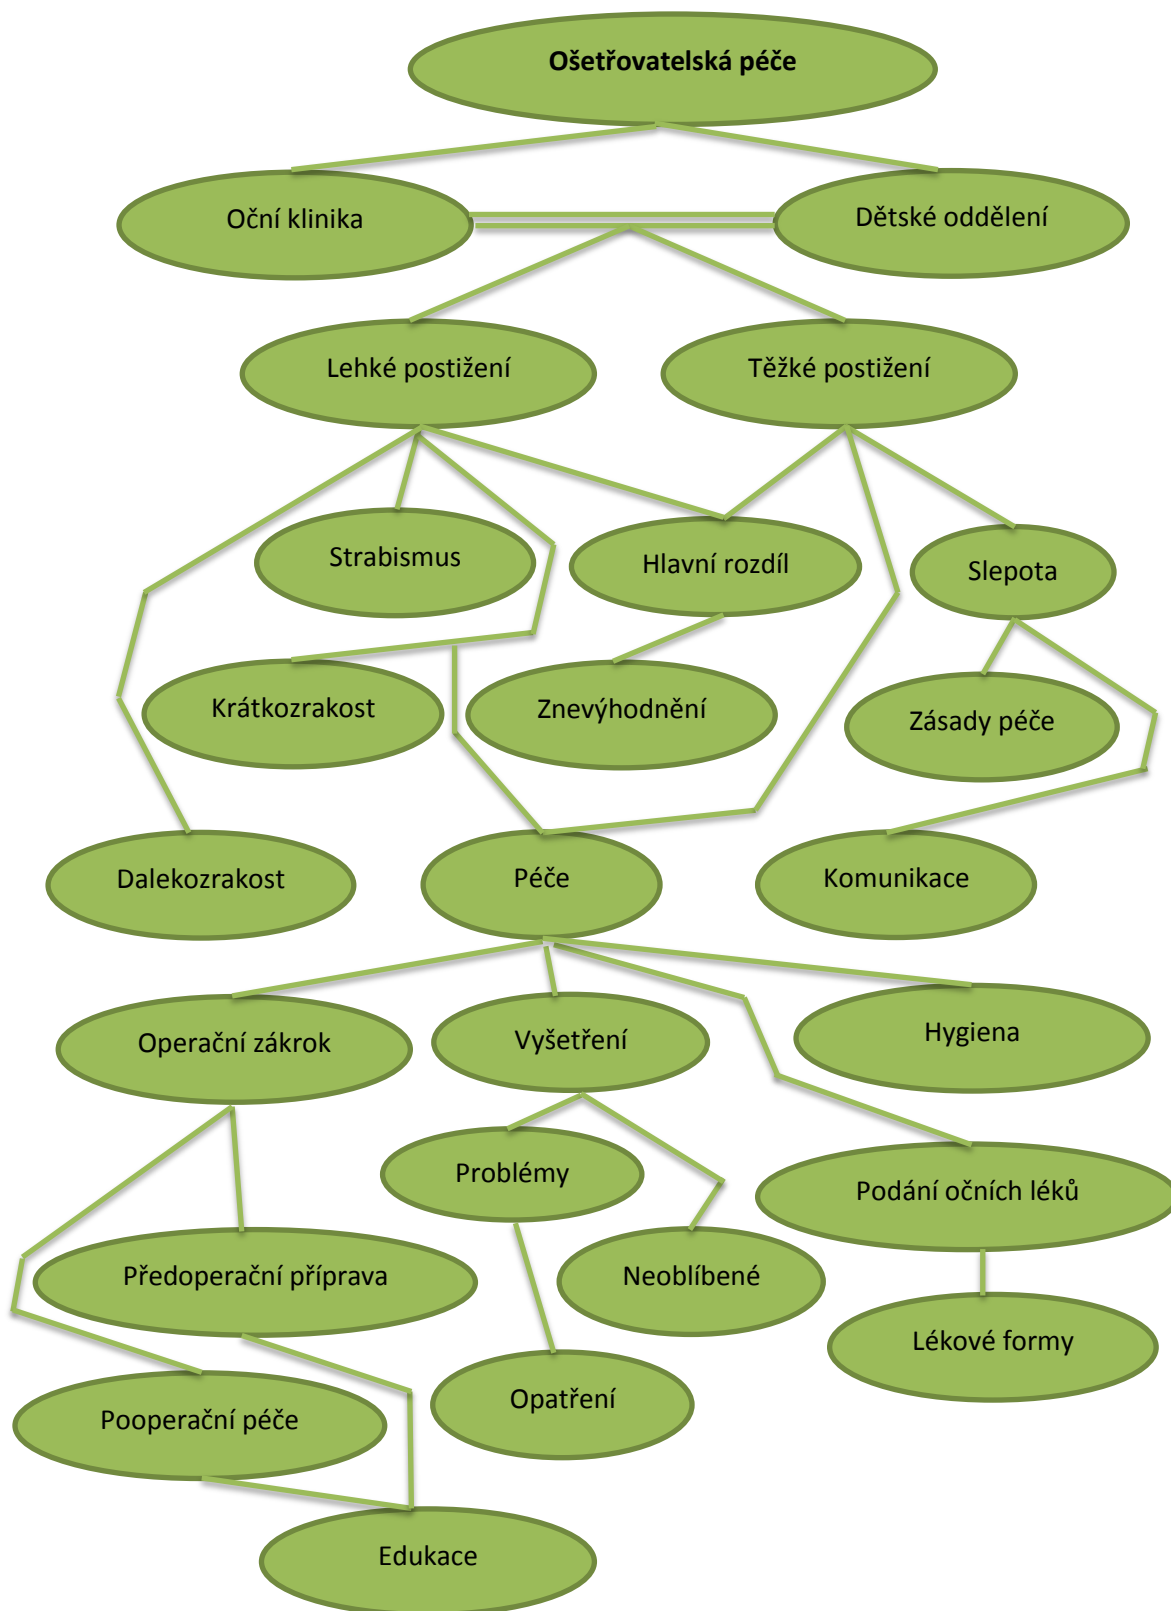 Ošetřovatelská péče
Oční klinika
Dětské oddělení
Lehké postižení
Těžké postižení
Strabismus
Hlavní rozdíl
Slepota
Krátkozrakost
Znevýhodnění
Zásady péče
Dalekozrakost
Péče
Komunikace
Operační zákrok
Vyšetření
Hygiena
Problémy
Podání očních léků
Předoperační příprava
Neoblíbené
Lékové formy
Pooperační péče
Opatření
Edukace